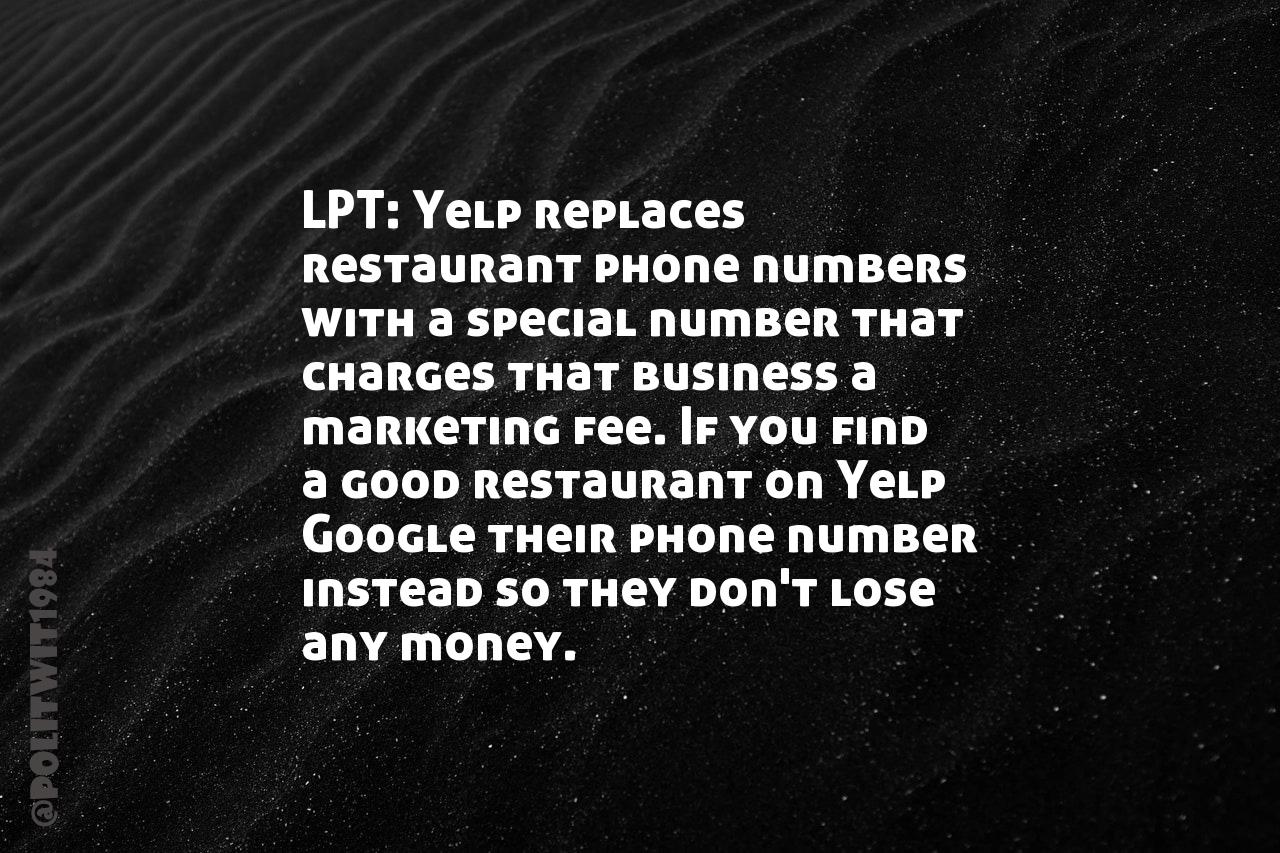 LPT: Yelp replaces
restaurant phone numbers
with a special number that
charges that business a
marketing fee. If you find
a good restaurant on Yelp
Google their phone number
instead so they don't lose
any money.
@POLITWIT1984